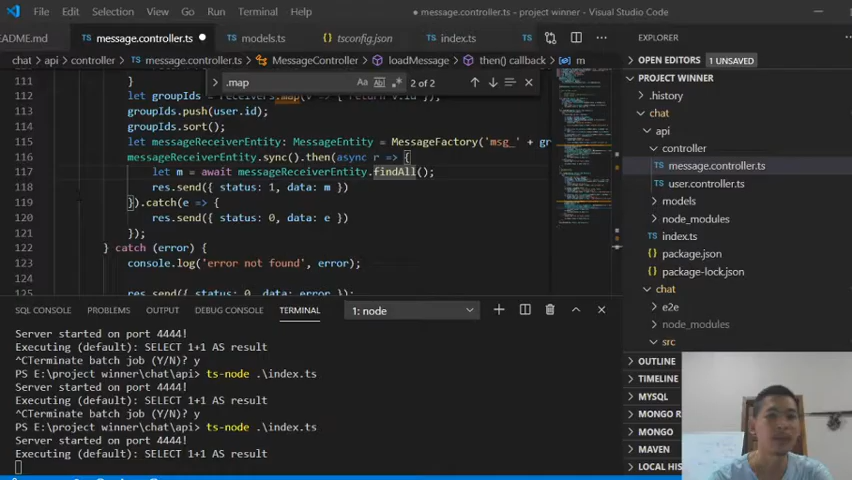 File Edit Selection View Go Run Terminal Help
● message.controller.ts - project winner - Visual Studio Code
EADME.md
TS message.controller.ts ●
TS models.ts
TS tsconfig.json
TS index.ts
chat > api > controller > TS message.controller.ts > MessageController > loadMessage > then() callback > m
.map
Aa Abl .* 2 of 2
111 }
112 let groupIds = receivers.map(v => { return v.id });
113 groupIds.push(user.id);
114 groupIds.sort();
115 let messageReceiverEntity: MessageEntity = MessageFactory('msg_' + gr
116 messageReceiverEntity.sync().then(async r => {
117 let m = await messageReceiverEntity.findAll();
118 res.send({ status: 1, data: m })
119 }).catch(e => {
120 res.send({ status: 0, data: e })
121 });
122 } catch (error) {
123 console.log('error not found', error);
124
125 res.send({ status: 0, data: error });
SQL CONSOLE PROBLEMS OUTPUT DEBUG CONSOLE TERMINAL
1: node
Server started on port 4444!
Executing (default): SELECT 1+1 AS result
^CTerminate batch job (Y/N)? y
PS E:\project winner\chat\api> ts-node .\index.ts
Server started on port 4444!
Executing (default): SELECT 1+1 AS result
^CTerminate batch job (Y/N)? y
PS E:\project winner\chat\api> ts-node .\index.ts
Server started on port 4444!
Executing (default): SELECT 1+1 AS result
EXPLORER
OPEN EDITORS 1 UNSAVED
PROJECT WINNER
.history
chat
api
controller
TS message.controller.ts
TS user.controller.ts
models
node_modules
TS index.ts
package.json
package-lock.json
chat
e2e
node_modules
src
OUTLINE
TIMELINE
MYSQL
MONGO R
MONGO
MAVEN
LOCAL HIS